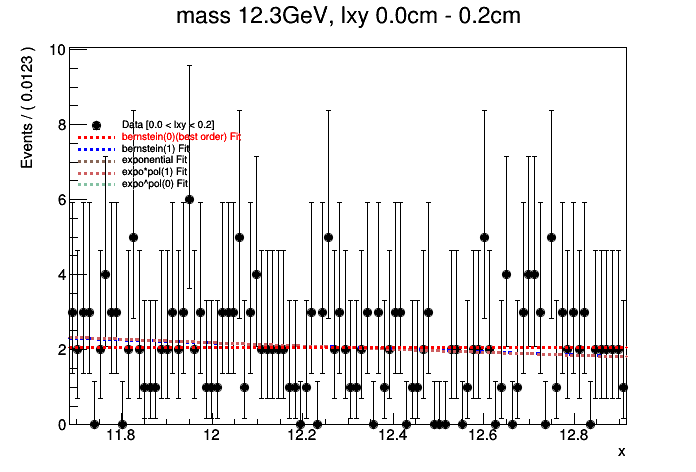 mass 12.3GeV, lxy 0.0cm - 0.2cm
Events / ( 0.0123 )
10
8
6
4
2
0
Data [0.0 < lxy < 0.2]
bernstein(0)(best order) Fit
bernstein(1) Fit
exponential Fit
expo*pol(1) Fit
expo^pol(0) Fit
11.8 12 12.2 12.4 12.6 12.8
x